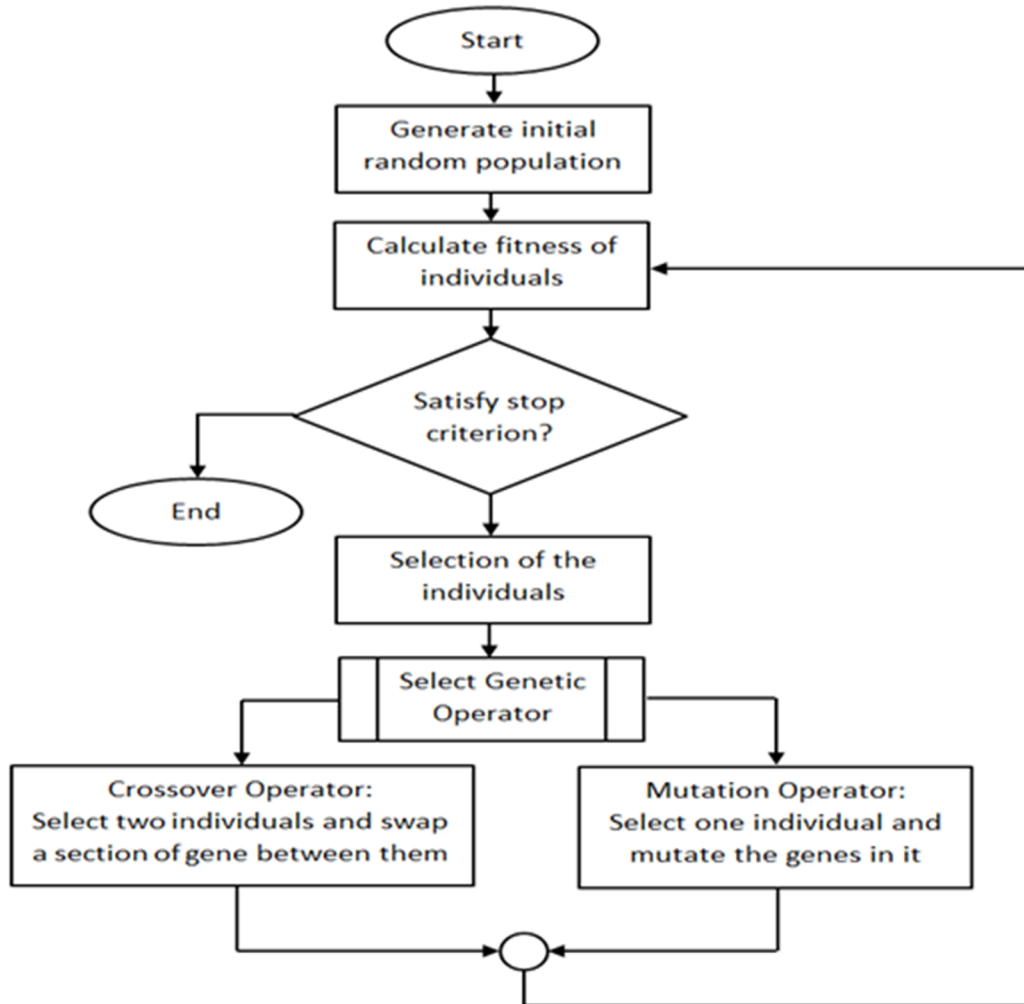 Start
Generate initial
random population
Calculate fitness of
individuals
Satisfy stop
criterion?
End
Selection of the
individuals
Select Genetic
Operator
Crossover Operator:
Select two individuals and swap
a section of gene between them
Mutation Operator:
Select one individual and
mutate the genes in it